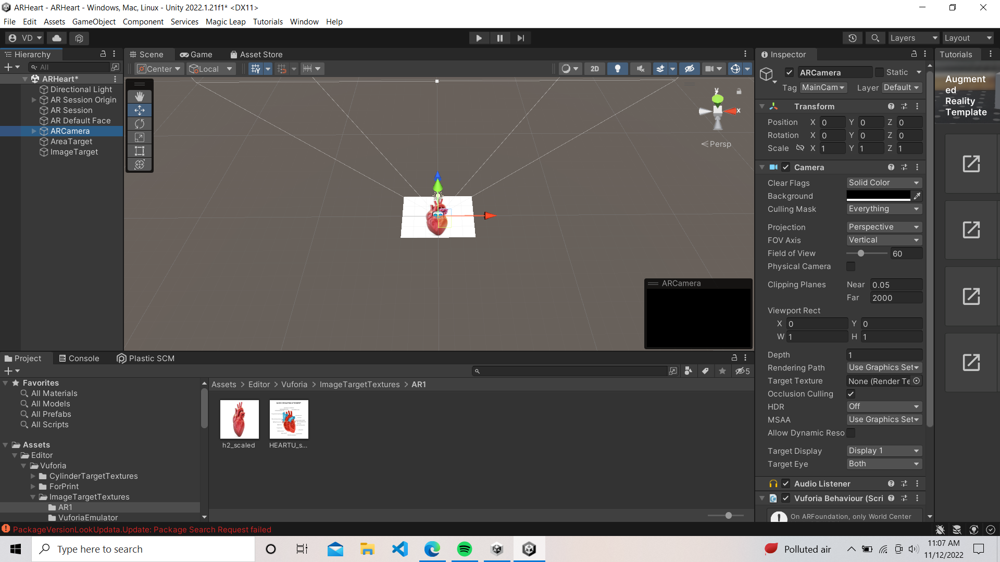 ARHeart - ARHeart - Windows, Mac, Linux - Unity 2022.1.21f1* <DX11>
File Edit Assets GameObject Component Services Magic Leap Tutorials Window Help
VD
Layers Layout
Hierarchy
All
ARHeart*
Directional Light
AR Session Origin
AR Session
AR Default Face
ARCamera
AreaTarget
ImageTarget
Scene Game Asset Store
Center Local 2D
y
x
Persp
ARCamera
Inspector
ARCamera Static
Tag MainCam Layer Default
Transform
Position X 0 Y 0 Z 0
Rotation X 0 Y 0 Z 0
Scale X 1 Y 1 Z 1
Camera
Clear Flags Solid Color
Background
Culling Mask Everything
Projection Perspective
FOV Axis Vertical
Field of View 60
Physical Camera
Clipping Planes Near 0.05
Far 2000
Viewport Rect
X 0 Y 0
W 1 H 1
Depth 1
Rendering Path Use Graphics Set
Target Texture None (Render Te
Occlusion Culling
HDR Off
MSAA Use Graphics Set
Allow Dynamic Reso
Target Display Display 1
Target Eye Both
Audio Listener
Vuforia Behaviour (Scri
On ARFoundation, only World Center
Tutorials
Augment
ed
Reality
Template
Project Console Plastic SCM
5
Favorites
All Materials
All Models
All Prefabs
All Scripts
Assets
Editor
Vuforia
CylinderTargetTextures
ForPrint
ImageTargetTextures
AR1
VuforiaEmulator
Assets > Editor > Vuforia > ImageTargetTextures > AR1
h2_scaled HEARTU_s...
PackageVersionLookUpdata.Update: Package Search Request failed
Type here to search
Polluted air
11:07 AM
11/12/2022